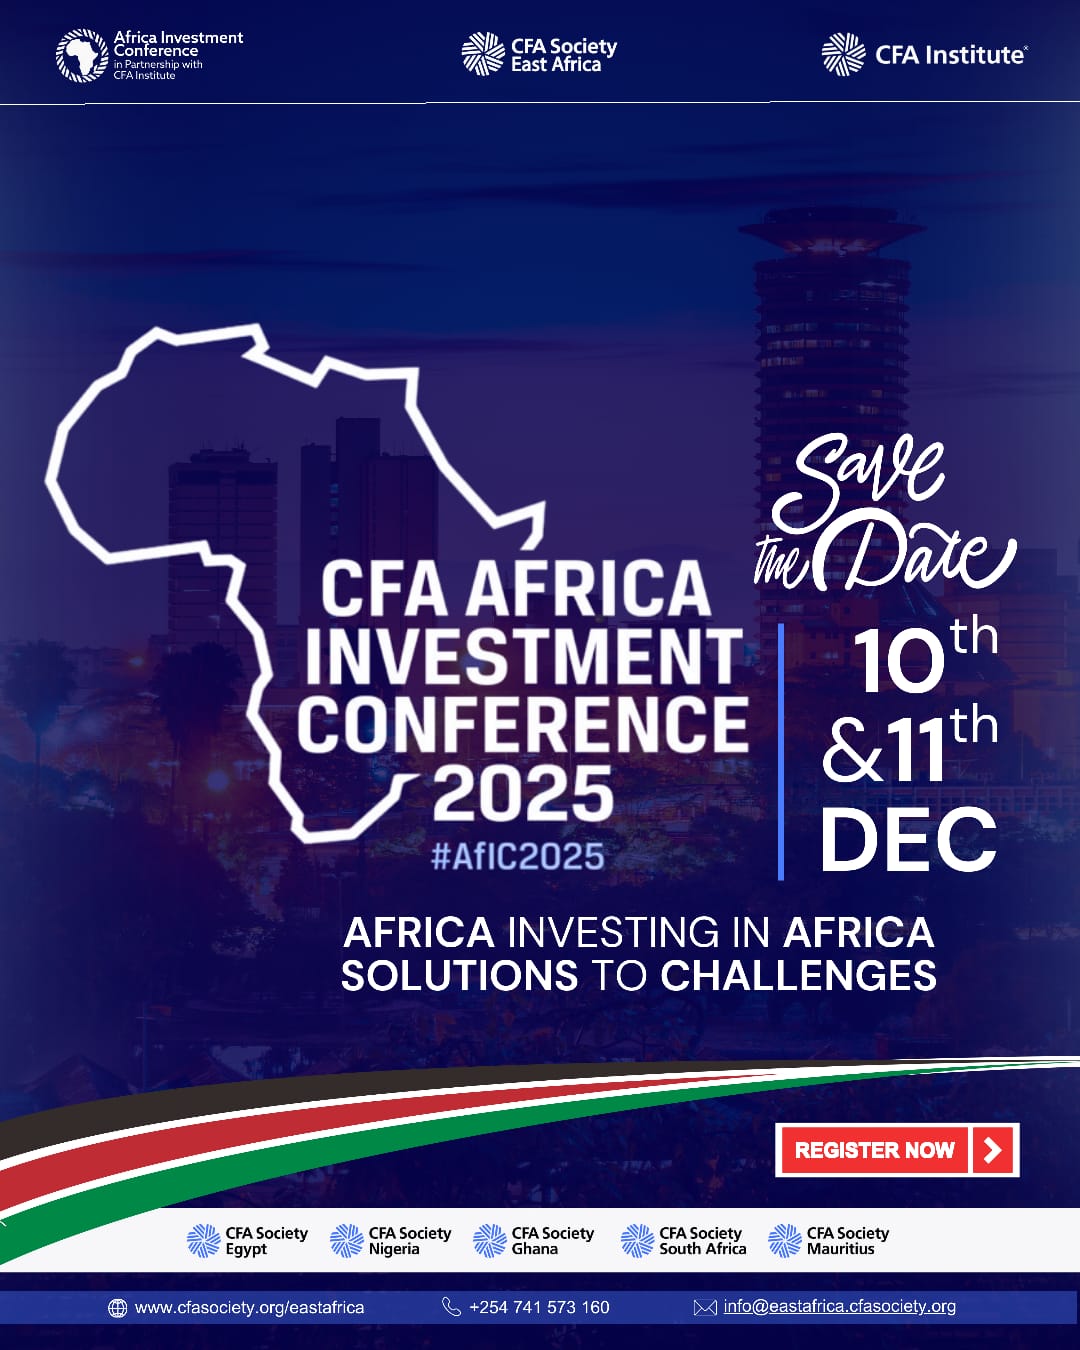 Africa Investment
Conference
in Partnership with
CFA Institute
CFA Society
East Africa
CFA Institute®
Save
the Date
CFA AFRICA
INVESTMENT
CONFERENCE
2025
#AfIC2025
10th
&11th
DEC
AFRICA INVESTING IN AFRICA
SOLUTIONS TO CHALLENGES
REGISTER NOW
CFA Society
Egypt
CFA Society
Nigeria
CFA Society
Ghana
CFA Society
South Africa
CFA Society
Mauritius
www.cfasociety.org/eastafrica
+254 741 573 160
info@eastafrica.cfasociety.org